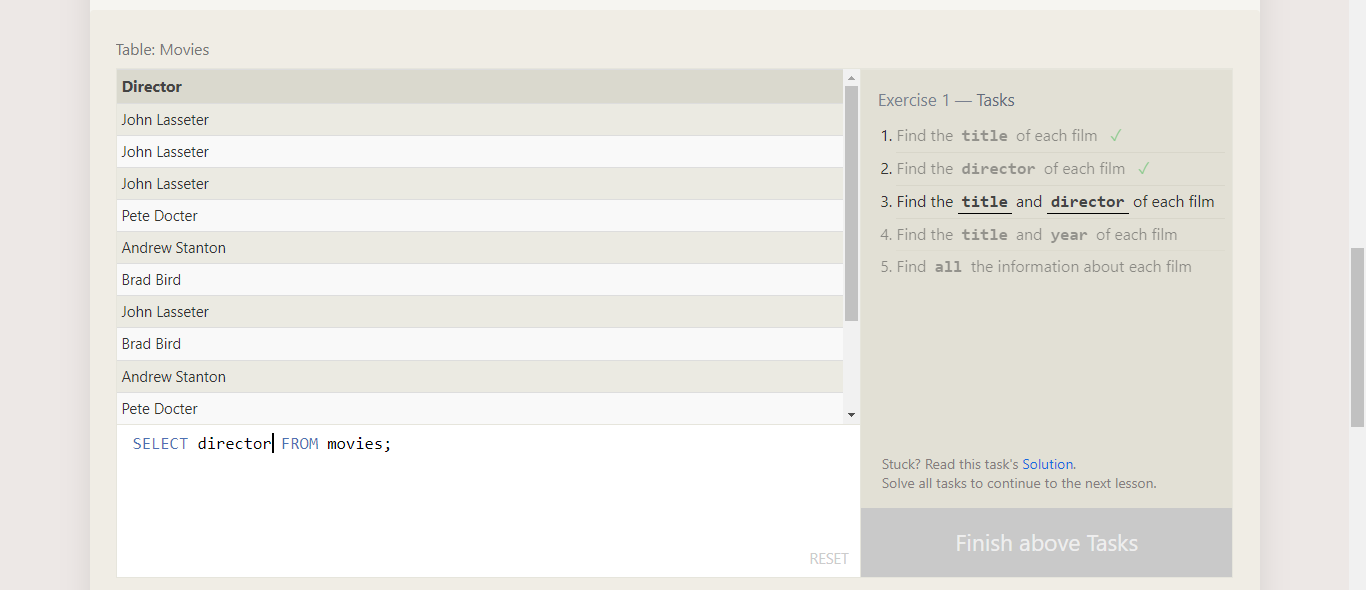 Table: Movies
Director
John Lasseter
John Lasseter
John Lasseter
Pete Docter
Andrew Stanton
Brad Bird
John Lasseter
Brad Bird
Andrew Stanton
Pete Docter
SELECT director FROM movies;
RESET
Exercise 1 — Tasks
1. Find the title of each film ✓
2. Find the director of each film ✓
3. Find the title and director of each film
4. Find the title and year of each film
5. Find all the information about each film
Stuck? Read this task's Solution.
Solve all tasks to continue to the next lesson.
Finish above Tasks